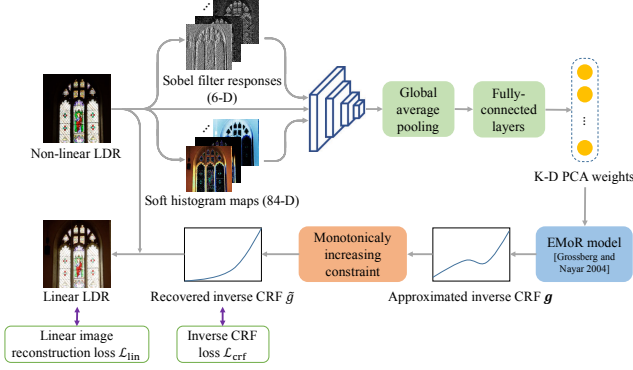 Sobel filter responses
(6-D)
Non-linear LDR
Soft histogram maps (84-D)
Global
average
pooling
Fully-
connected
layers
K-D PCA weights
EMoR model
[Grossberg and
Nayar 2004]
Approximated inverse CRF g
Monotonicaly
increasing
constraint
Recovered inverse CRF g̃
Linear LDR
Linear image
reconstruction loss ℒlin
Inverse CRF
loss ℒcrf